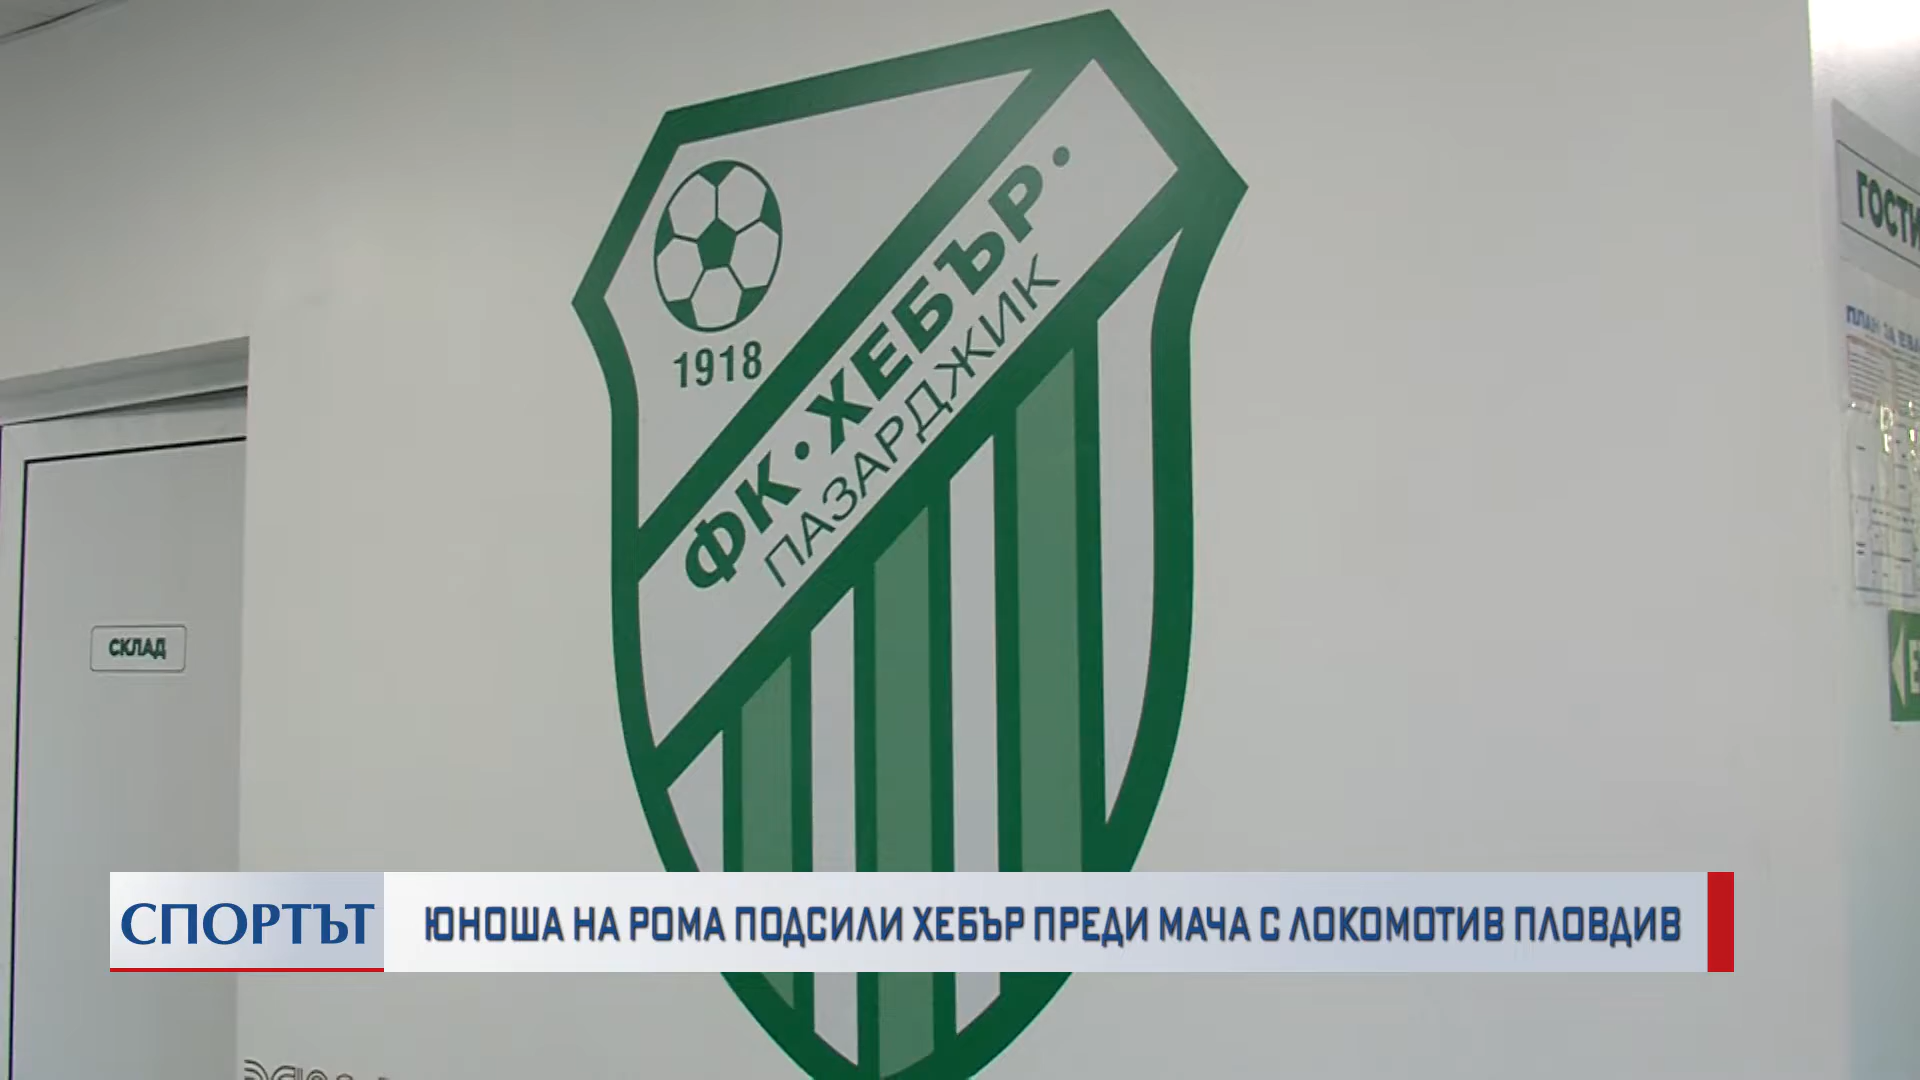 1918
ФК·ХЕБЪР·
ПАЗАРДЖИК
СКЛАД
СПОРТЪТ
ЮНОША НА РОМА ПОДСИЛИ ХЕБЪР ПРЕДИ МАЧА С ЛОКОМОТИВ ПЛОВДИВ